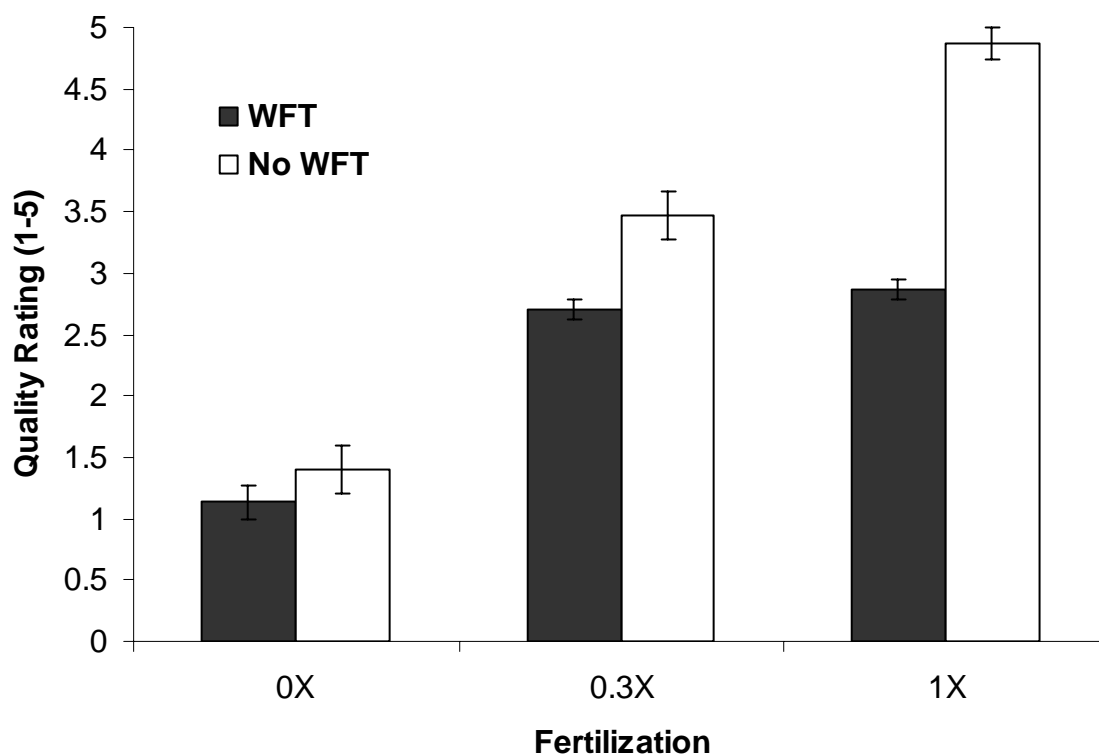 5
4.5
4
3.5
3
2.5
2
1.5
1
0.5
0
Quality Rating (1-5)
WFT
No WFT
0X 0.3X 1X
Fertilization